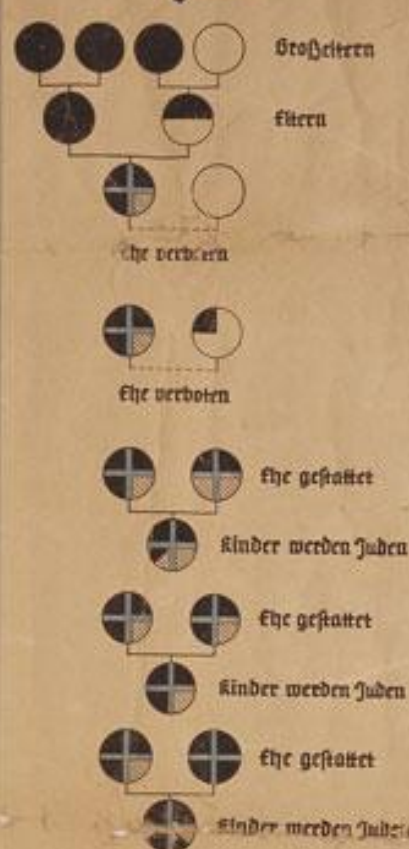 Großeltern
Eltern
Ehe verboten
Ehe verboten
Ehe gestattet
Kinder werden Juden
Ehe gestattet
Kinder werden Juden
Ehe gestattet
Kinder werden